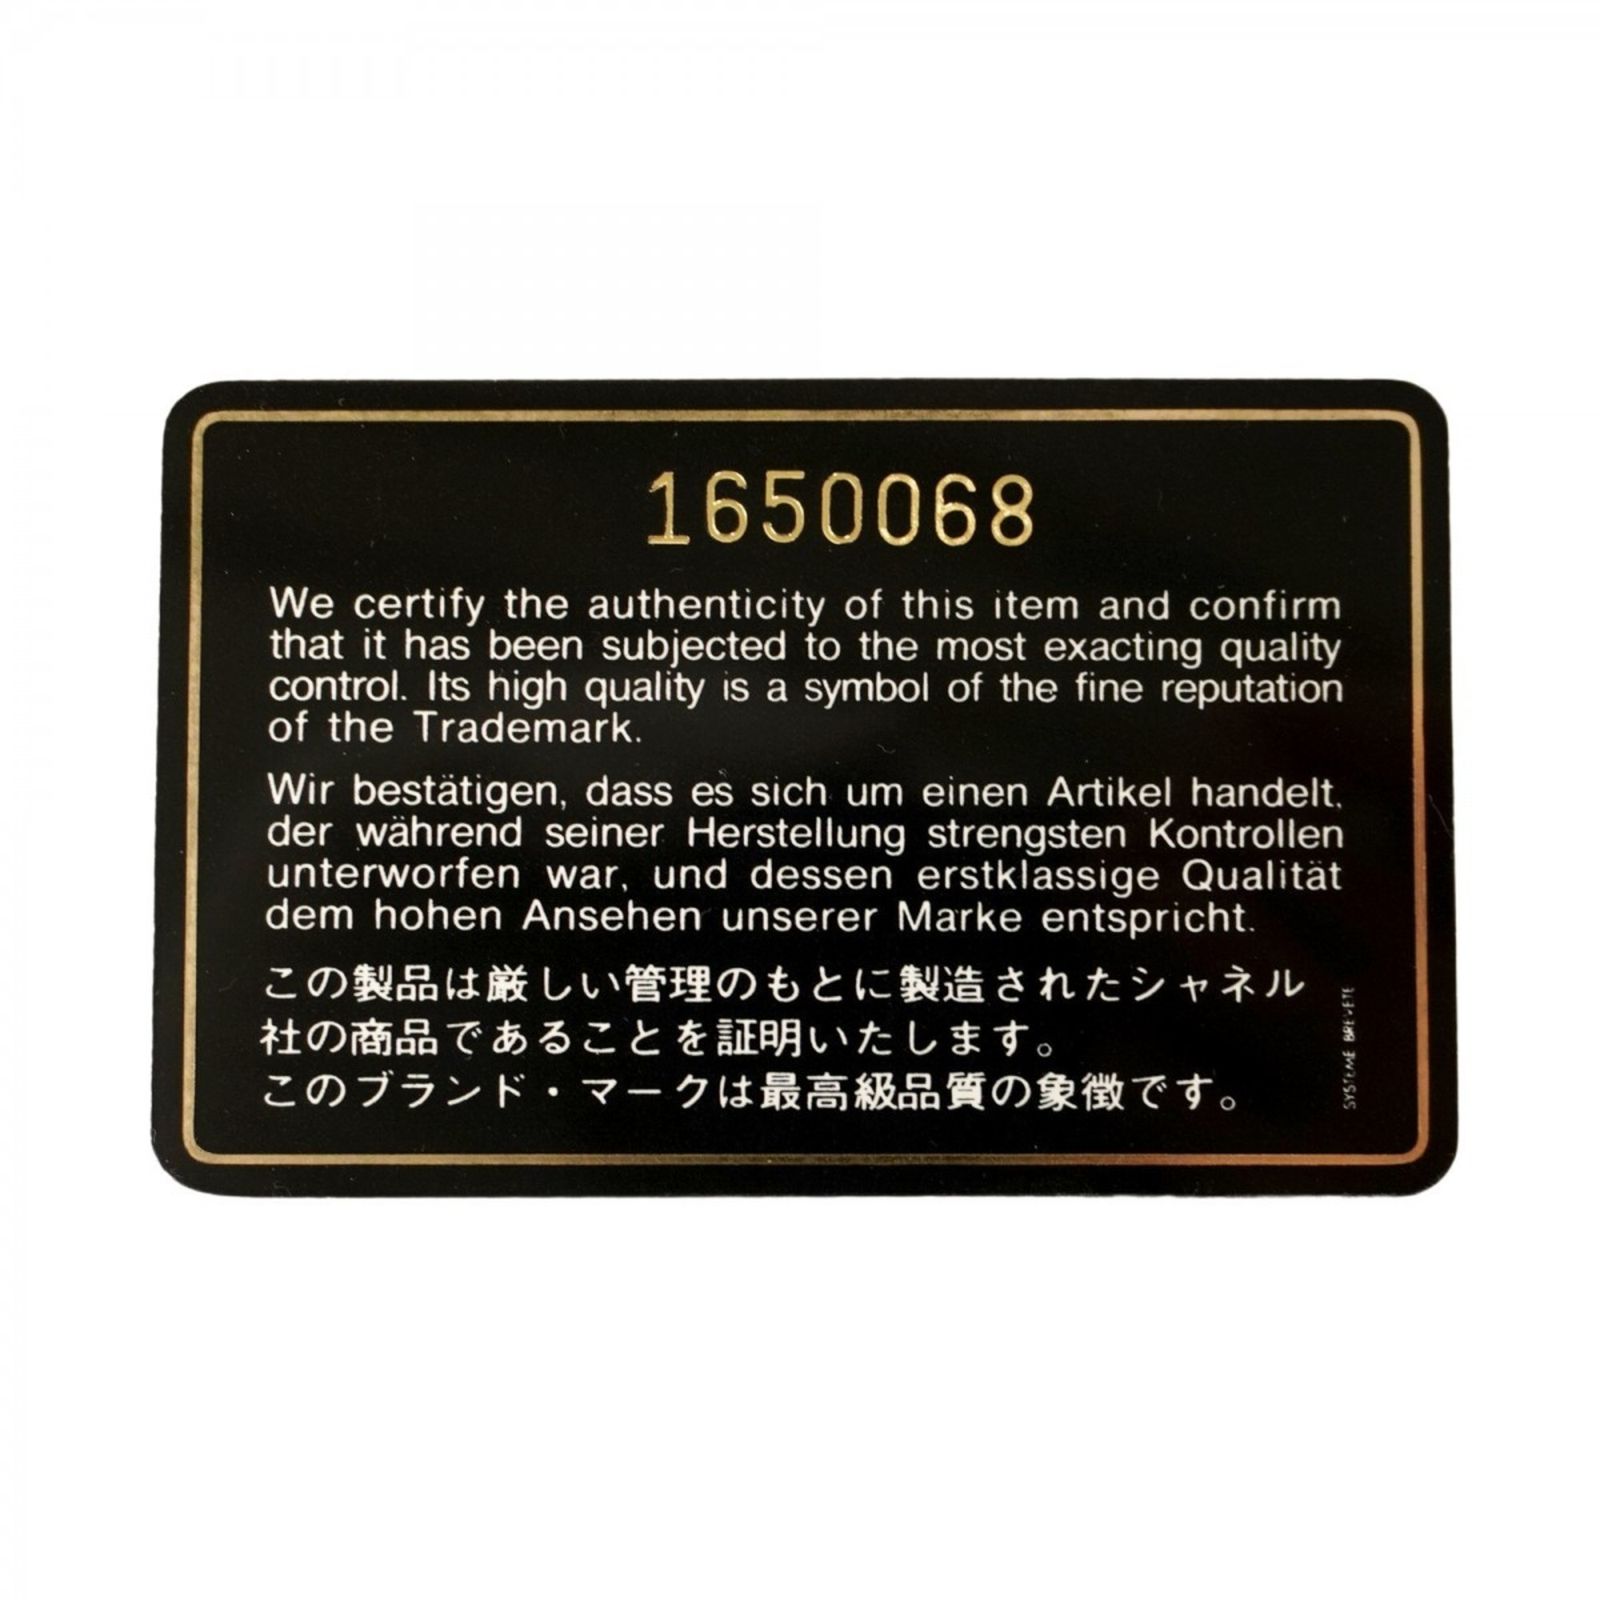 1650068
We certify the authenticity of this item and confirm
that it has been subjected to the most exacting quality
control. Its high quality is a symbol of the fine reputation
of the Trademark.
Wir bestätigen, dass es sich um einen Artikel handelt,
der während seiner Herstellung strengsten Kontrollen
unterworfen war, und dessen erstklassige Qualität
dem hohen Ansehen unserer Marke entspricht.
この製品は厳しい管理のもとに製造されたシャネル
社の商品であることを証明いたします。
このブランド・マークは最高級品質の象徴です。
SYSTEME BREVETE